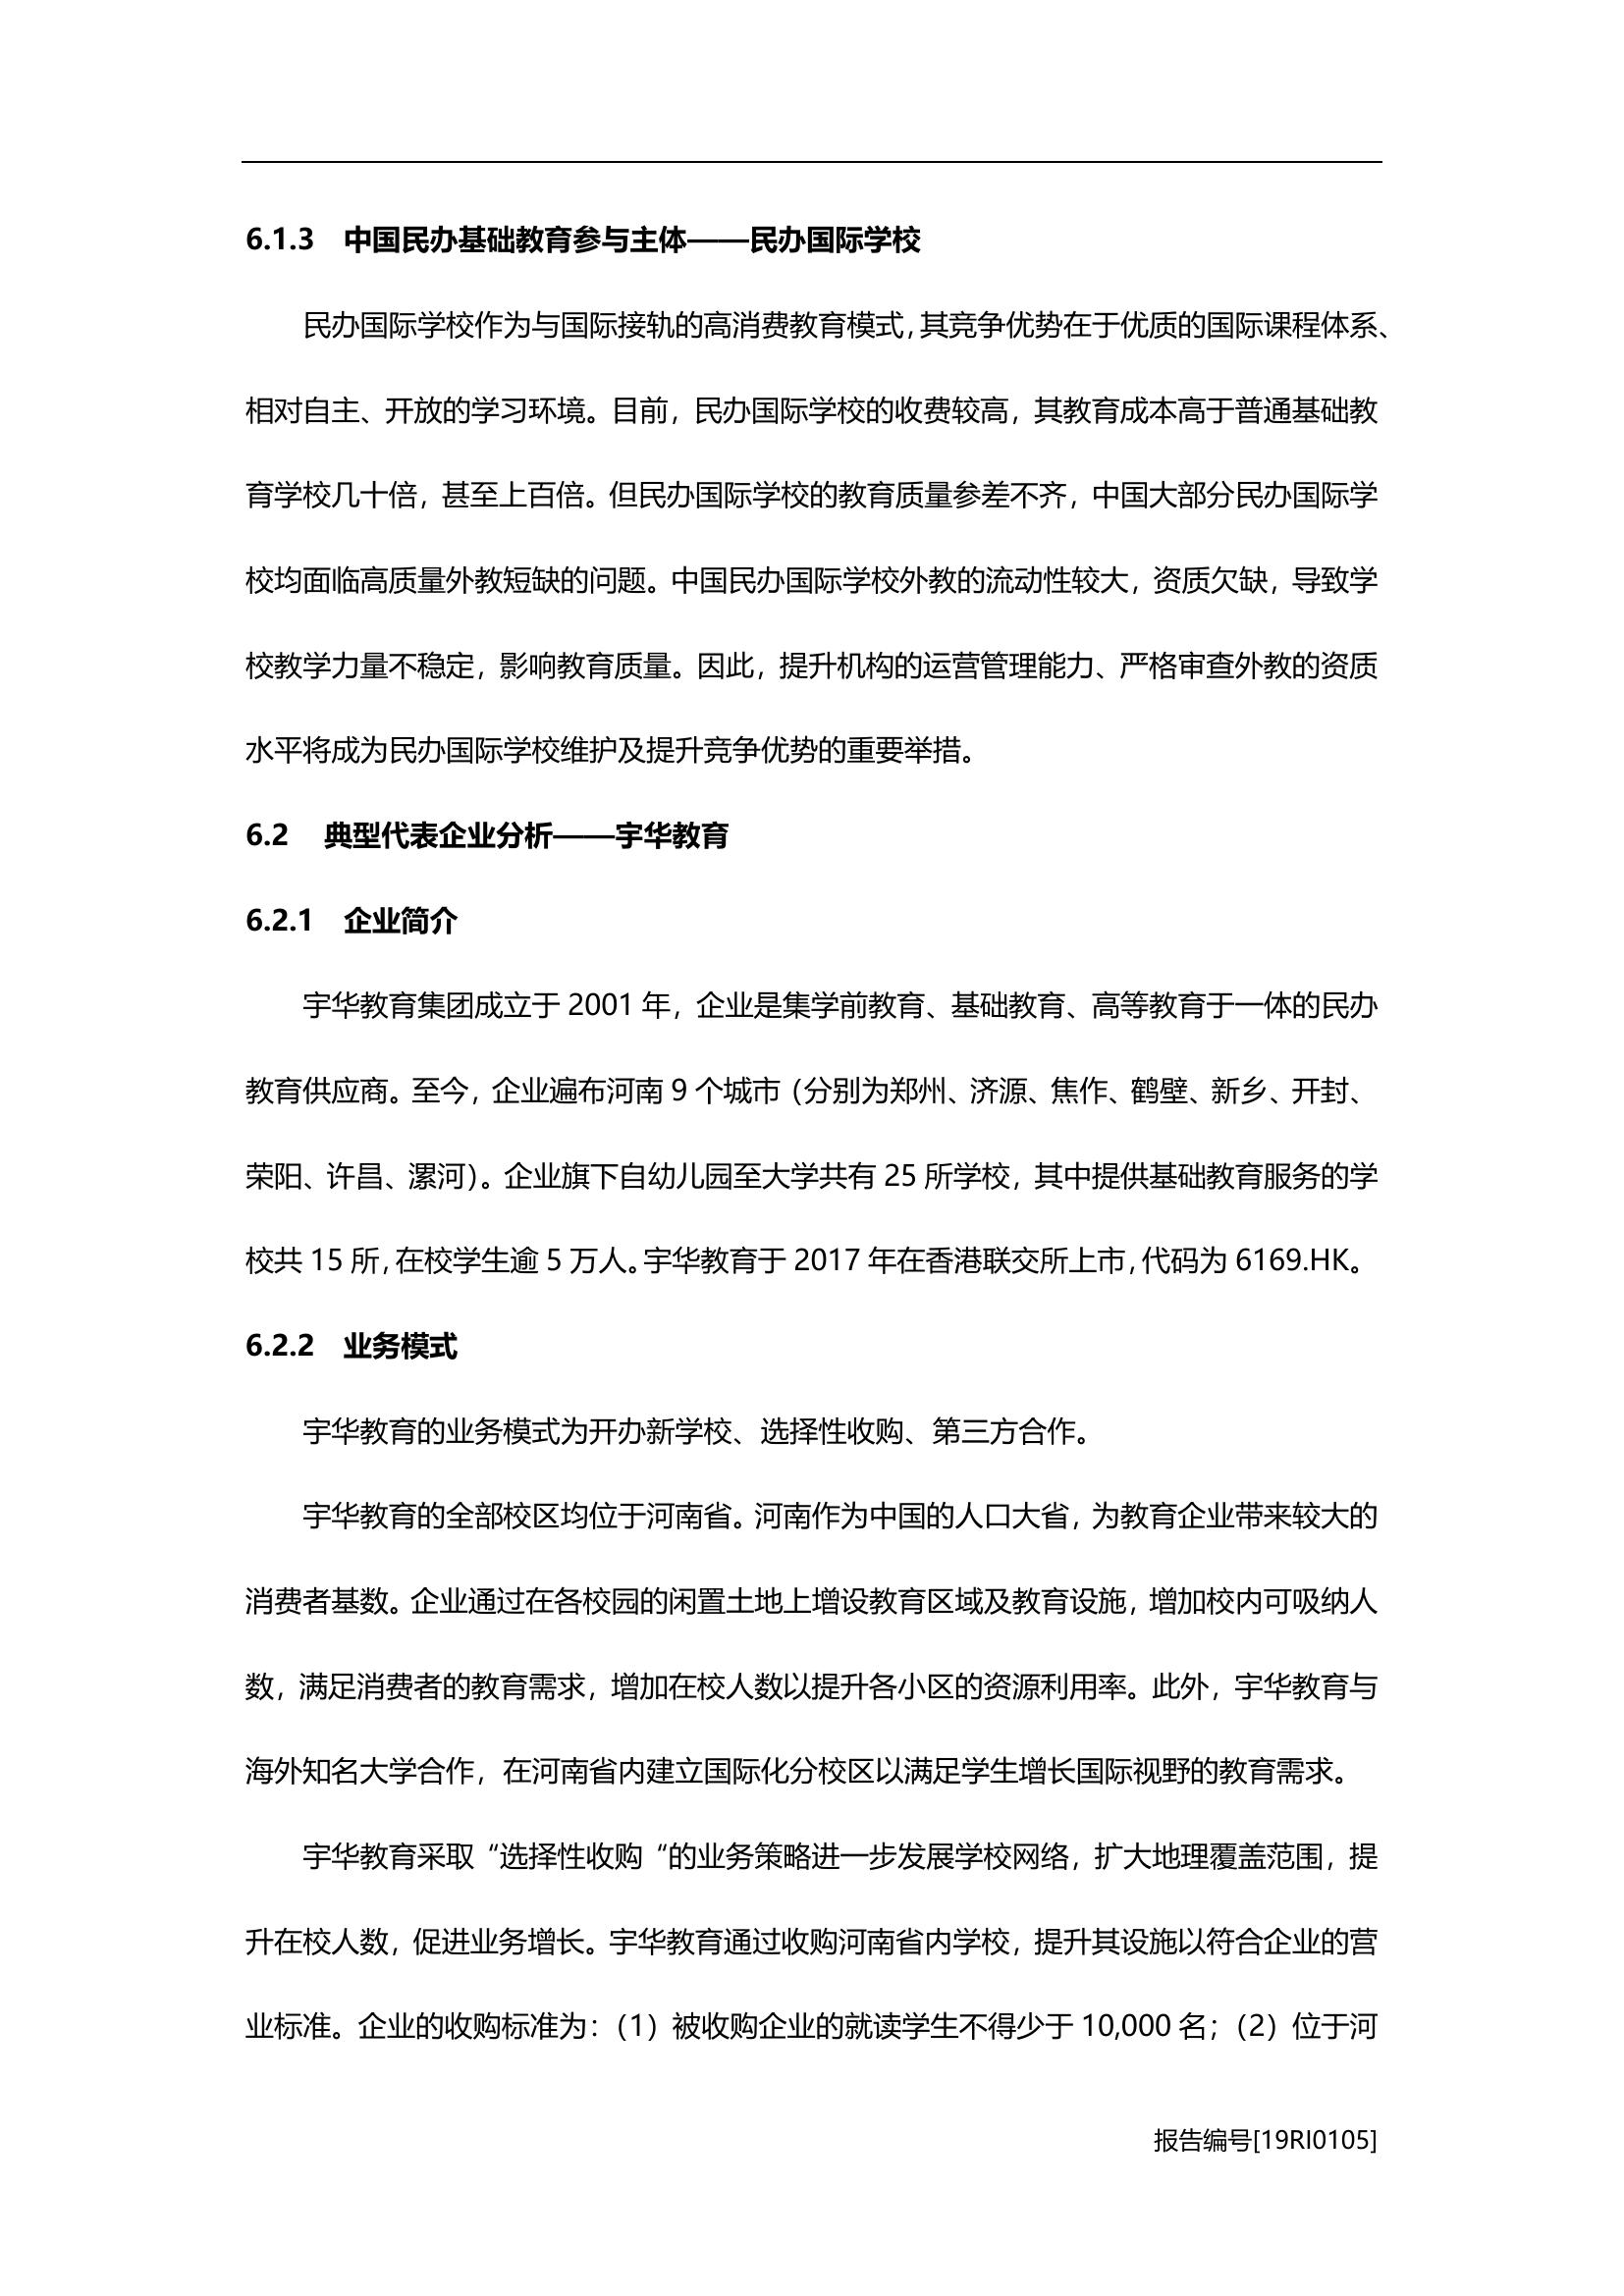 6.1.3 中国民办基础教育参与主体——民办国际学校
民办国际学校作为与国际接轨的高消费教育模式，其竞争优势在于优质的国际课程体系、
相对自主、开放的学习环境。目前，民办国际学校的收费较高，其教育成本高于普通基础教
育学校几十倍，甚至上百倍。但民办国际学校的教育质量参差不齐，中国大部分民办国际学
校均面临高质量外教短缺的问题。中国民办国际学校外教的流动性较大，资质欠缺，导致学
校教学力量不稳定，影响教育质量。因此，提升机构的运营管理能力、严格审查外教的资质
水平将成为民办国际学校维护及提升竞争优势的重要举措。
6.2 典型代表企业分析——宇华教育
6.2.1 企业简介
宇华教育集团成立于 2001 年，企业是集学前教育、基础教育、高等教育于一体的民办
教育供应商。至今，企业遍布河南 9 个城市（分别为郑州、济源、焦作、鹤壁、新乡、开封、
荣阳、许昌、漯河）。企业旗下自幼儿园至大学共有 25 所学校，其中提供基础教育服务的学
校共 15 所，在校学生逾 5 万人。宇华教育于 2017 年在香港联交所上市，代码为 6169.HK。
6.2.2 业务模式
宇华教育的业务模式为开办新学校、选择性收购、第三方合作。
宇华教育的全部校区均位于河南省。河南作为中国的人口大省，为教育企业带来较大的
消费者基数。企业通过在各校园的闲置土地上增设教育区域及教育设施，增加校内可吸纳人
数，满足消费者的教育需求，增加在校人数以提升各小区的资源利用率。此外，宇华教育与
海外知名大学合作，在河南省内建立国际化分校区以满足学生增长国际视野的教育需求。
宇华教育采取“选择性收购“的业务策略进一步发展学校网络，扩大地理覆盖范围，提
升在校人数，促进业务增长。宇华教育通过收购河南省内学校，提升其设施以符合企业的营
业标准。企业的收购标准为：（1）被收购企业的就读学生不得少于 10,000 名；（2）位于河
报告编号[19RI0105]